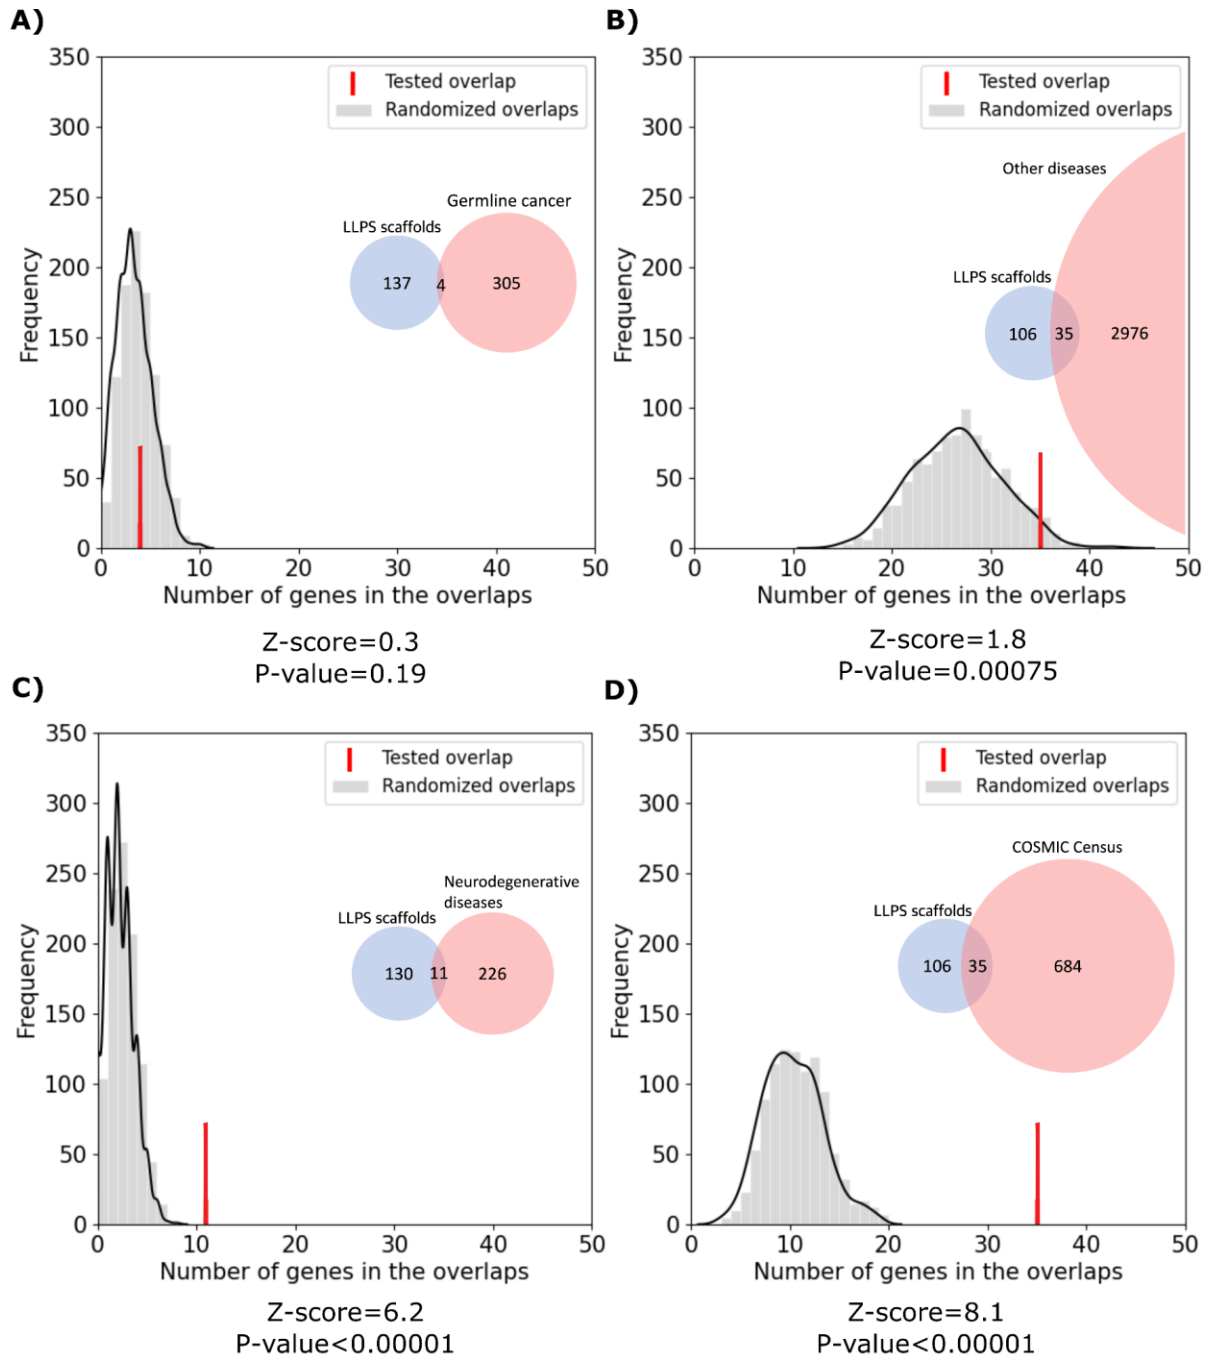 A)
350
300
250
200
150
100
50
0
Frequency
Tested overlap
Randomized overlaps
Germline cancer
LLPS scaffolds
137
4
305
0 10 20 30 40 50
Number of genes in the overlaps
Z-score=0.3
P-value=0.19
B)
350
300
250
200
150
100
50
0
Frequency
Tested overlap
Randomized overlaps
Other diseases
LLPS scaffolds
106
35
2976
0 10 20 30 40 50
Number of genes in the overlaps
Z-score=1.8
P-value=0.00075
C)
350
300
250
200
150
100
50
0
Frequency
Tested overlap
Randomized overlaps
Neurodegenerative
diseases
LLPS scaffolds
130
11
226
0 10 20 30 40 50
Number of genes in the overlaps
Z-score=6.2
P-value<0.00001
D)
350
300
250
200
150
100
50
0
Frequency
Tested overlap
Randomized overlaps
COSMIC Census
LLPS scaffolds
106
35
684
0 10 20 30 40 50
Number of genes in the overlaps
Z-score=8.1
P-value<0.00001